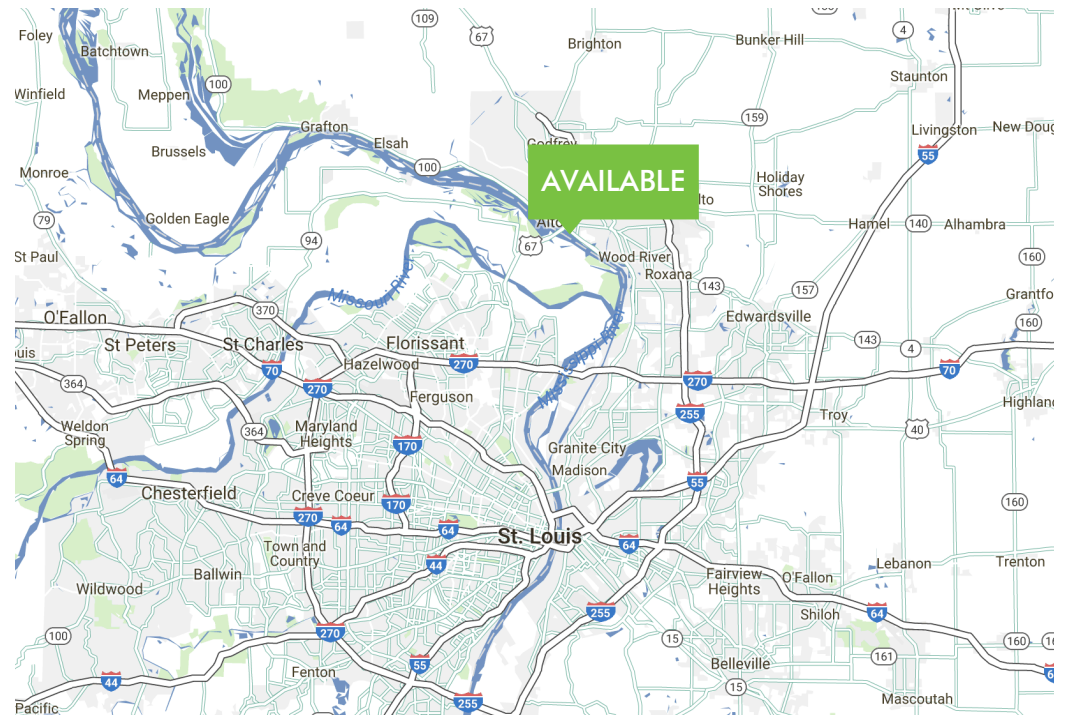 109
Foley
67
4
Batchtown
Brighton
Bunker Hill
Staunton
100
Winfield
Meppen
159
Grafton
Livingston
New Doug
Brussels
Elsah
Godfrey
55
100
Monroe
AVAILABLE
Holiday
Shores
lto
79
Golden Eagle
Alto
Hamel
140
Alhambra
94
67
St Paul
Wood River
160
Roxana
143
157
Missouri River
Grantfo
370
O'Fallon
Edwardsville
160
St Peters
St Charles
Florissant
Mississippi River
143
4
uis
Hazelwood
270
70
70
364
270
270
Ferguson
Highland
255
Troy
Weldon
Spring
364
Maryland
Heights
40
170
Granite City
Madison
64
55
Chesterfield
Creve Coeur
170
160
270
64
64
St. Louis
64
Town and
Country
44
Lebanon
Trenton
Ballwin
Fairview
Heights
O'Fallon
Wildwood
255
64
Shiloh
100
270
15
160
16
161
Belleville
Fenton
55
6
44
15
255
Mascoutah
Pacific